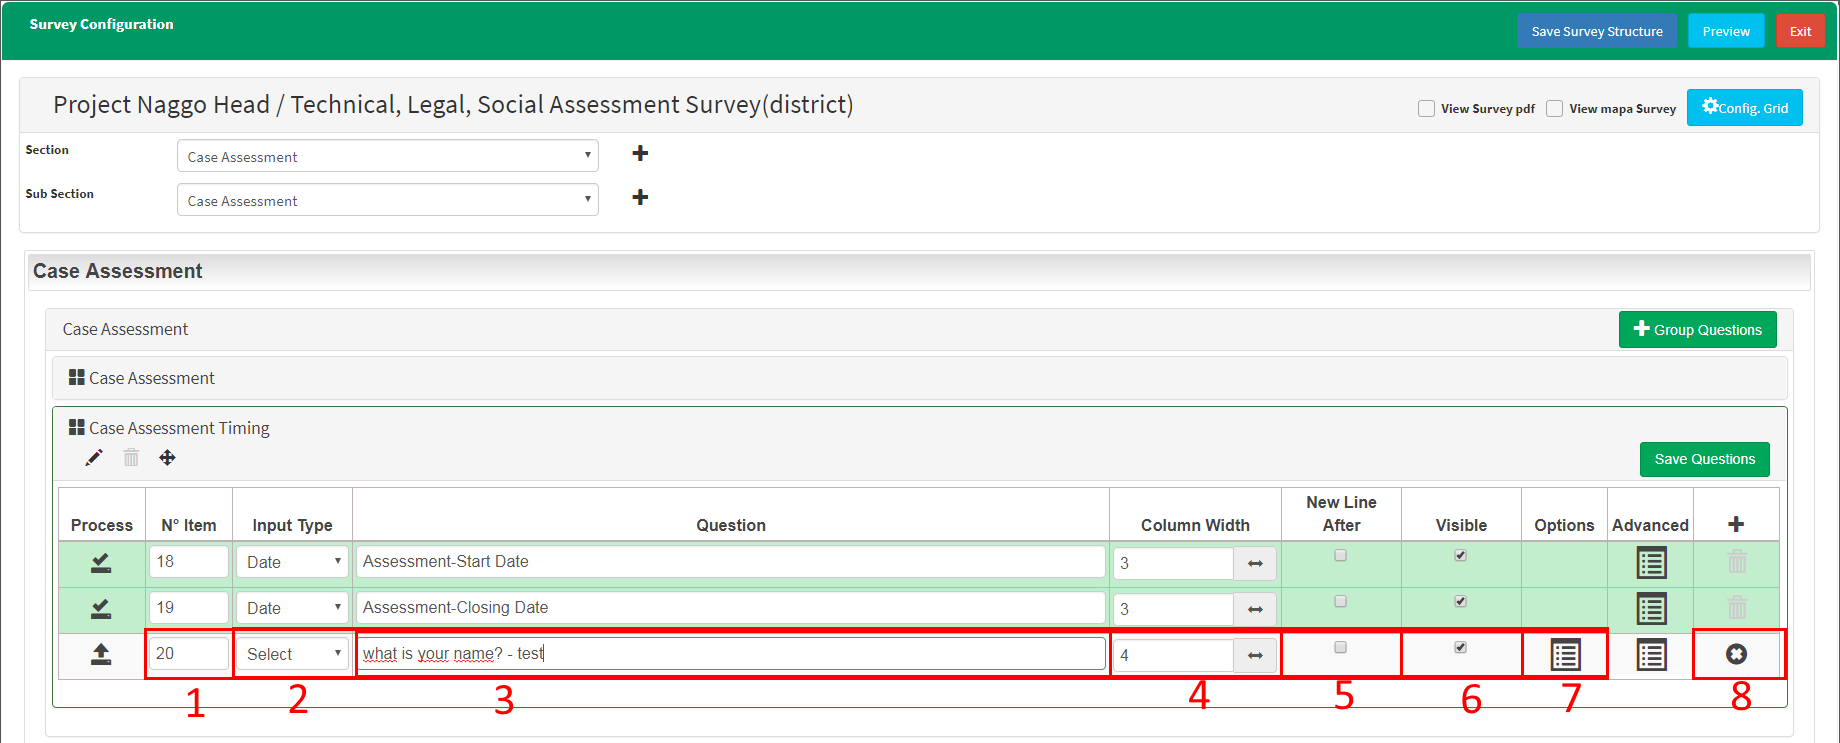 Survey Configuration
Save Survey Structure Preview Exit
Project Naggo Head / Technical, Legal, Social Assessment Survey(district)
View Survey pdf View mapa Survey Config. Grid
Section Case Assessment
Sub Section Case Assessment
Case Assessment
Case Assessment Group Questions
Case Assessment
Case Assessment Timing
Save Questions
Process N° Item Input Type Question Column Width New Line After Visible Options Advanced
18 Date Assessment-Start Date 3
19 Date Assessment-Closing Date 3
20 Select what is your name? - test 4
1 2 3 4 5 6 7 8